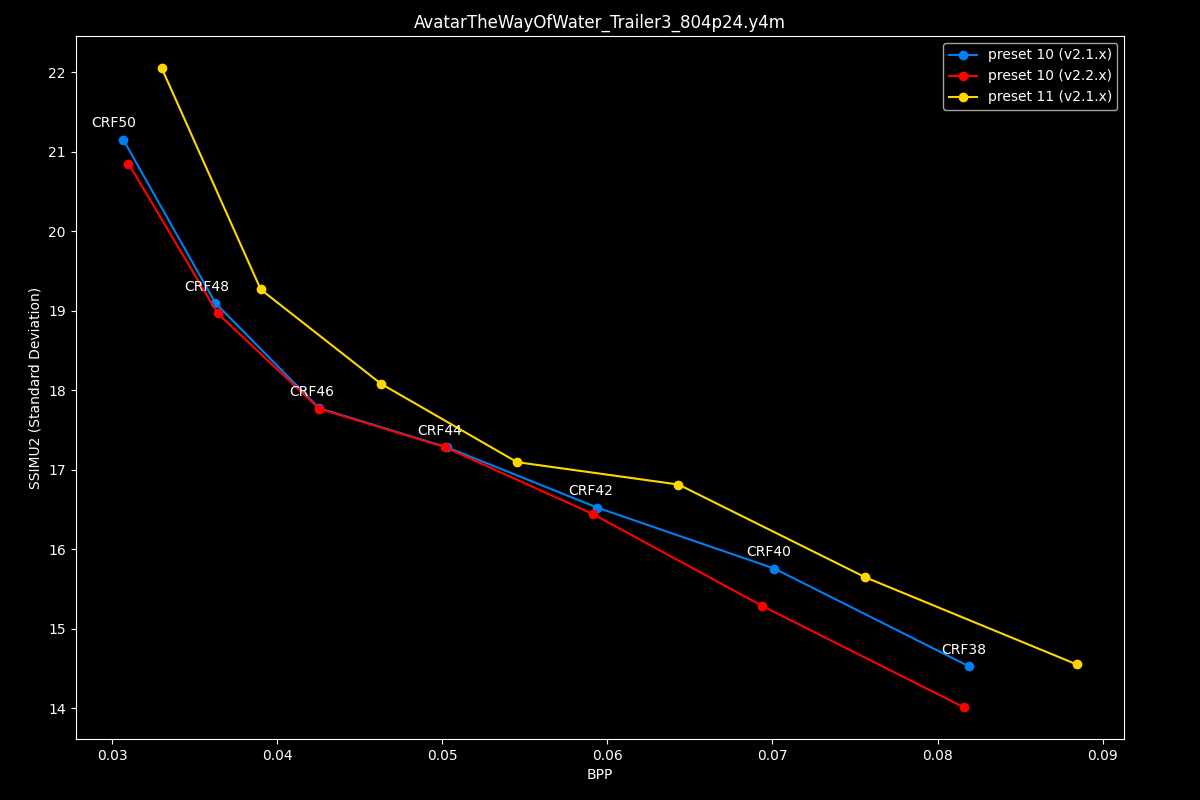 AvatarTheWayOfWater_Trailer3_804p24.y4m
preset 10 (v2.1.x)
preset 10 (v2.2.x)
preset 11 (v2.1.x)
22
21
20
19
18
17
16
15
14
SSIMU2 (Standard Deviation)
CRF50
CRF48
CRF46
CRF44
CRF42
CRF40
CRF38
0.03 0.04 0.05 0.06 0.07 0.08 0.09
BPP